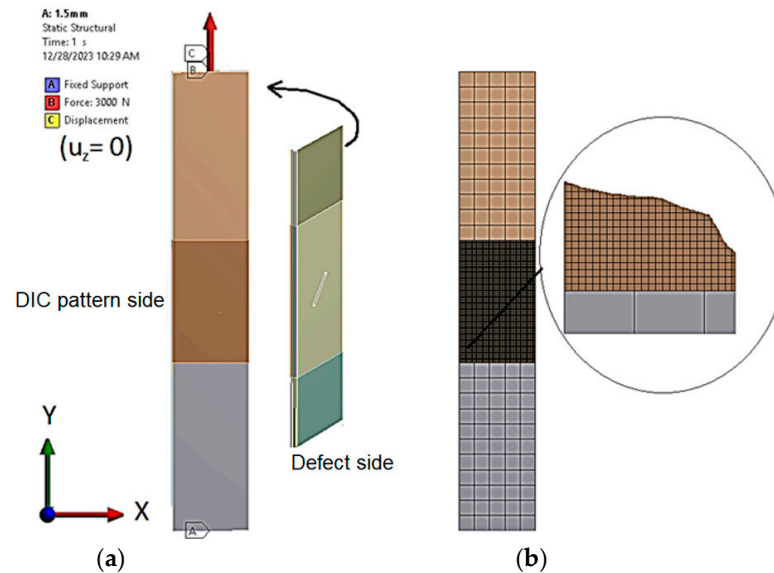 A: 1.5mm
Static Structural
Time: 1 s
12/28/2023 10:29 AM
A Fixed Support
B Force: 3000 N
C Displacement
(uz= 0)
C
B
DIC pattern side
Defect side
Y
X
A
(a)
(b)